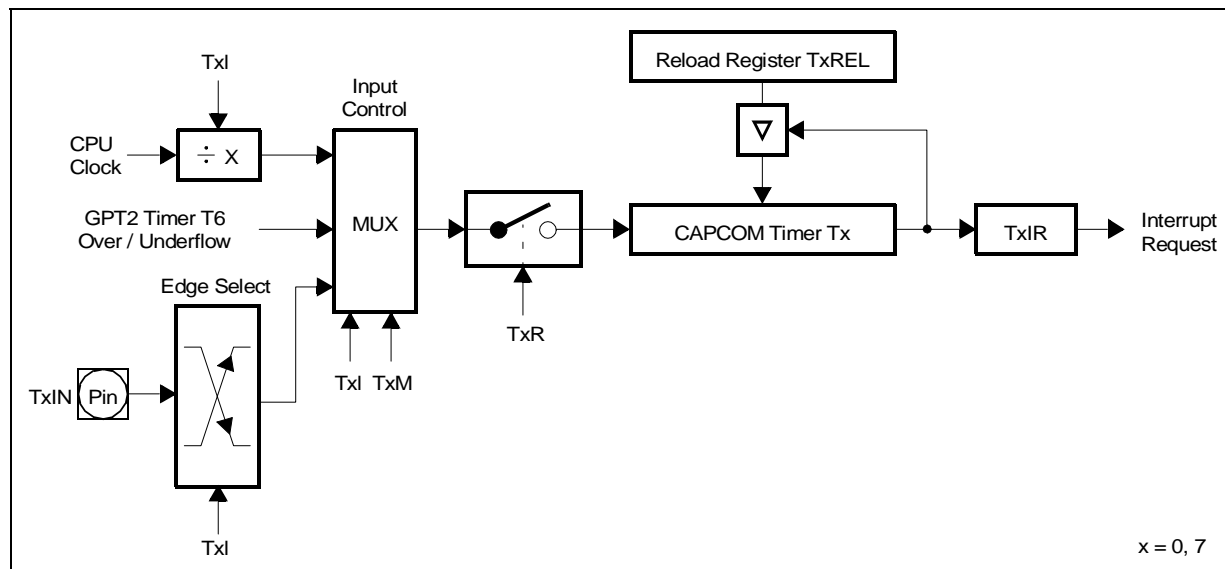 TxI
Reload Register TxREL
Input
Control
CPU
Clock
÷ X
GPT2 Timer T6
Over / Underflow
MUX
CAPCOM Timer Tx
TxIR
Interrupt
Request
Edge Select
TxR
TxI TxM
TxIN
Pin
TxI
x = 0, 7